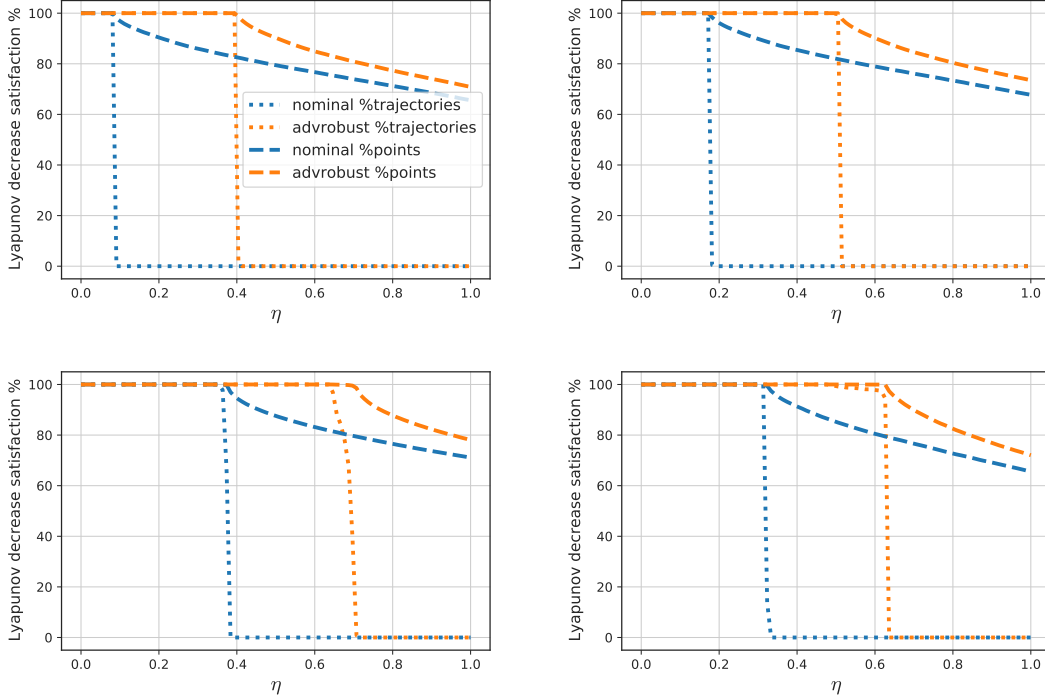 Lyapunov decrease satisfaction %
100
80
60
40
20
0
nominal %trajectories
advrobust %trajectories
nominal %points
advrobust %points
0.0 0.2 0.4 0.6 0.8 1.0
η
Lyapunov decrease satisfaction %
100
80
60
40
20
0
0.0 0.2 0.4 0.6 0.8 1.0
η
Lyapunov decrease satisfaction %
100
80
60
40
20
0
0.0 0.2 0.4 0.6 0.8 1.0
η
Lyapunov decrease satisfaction %
100
80
60
40
20
0
0.0 0.2 0.4 0.6 0.8 1.0
η